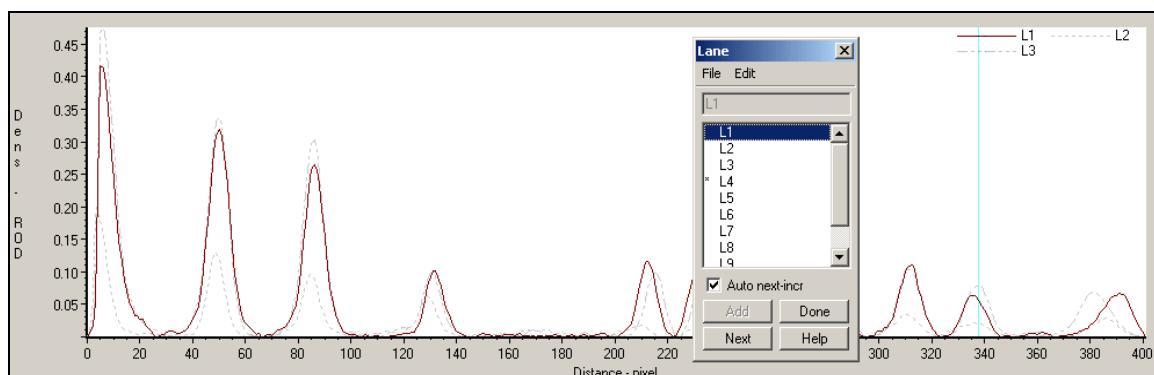 0.45
0.40
0.35
0.30
0.25
0.20
0.15
0.10
0.05
Dens - ROD
L1 L2
L3
Lane
File Edit
L1
L1
L2
L3
* L4
L5
L6
L7
L8
L9
Auto next-incr
Add Done
Next Help
0 20 40 60 80 100 120 140 160 180 200 220 300 320 340 360 380 400
Distance - pixel